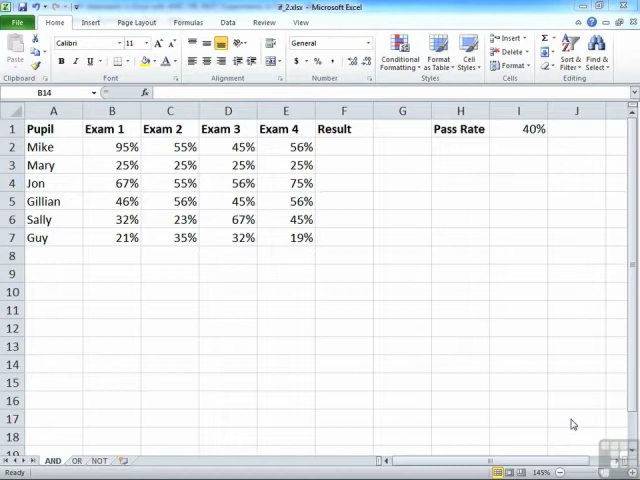 if_2.xlsx - Microsoft Excel
File Home Insert Page Layout Formulas Data Review View
Paste
Calibri 11 General
B I U
Conditional Formatting
Format as Table
Cell Styles
Insert
Delete
Format
Sort & Filter
Find & Select
Clipboard Font Alignment Number Styles Cells Editing
B14 fx
A B C D E F G H I J
1 Pupil Exam 1 Exam 2 Exam 3 Exam 4 Result Pass Rate 40%
2 Mike 95% 55% 45% 56%
3 Mary 25% 25% 25% 25%
4 Jon 67% 55% 56% 75%
5 Gillian 46% 56% 45% 56%
6 Sally 32% 23% 67% 45%
7 Guy 21% 35% 32% 19%
8
9
10
11
12
13
14
15
16
17
18
19
AND OR NOT
Ready 145%